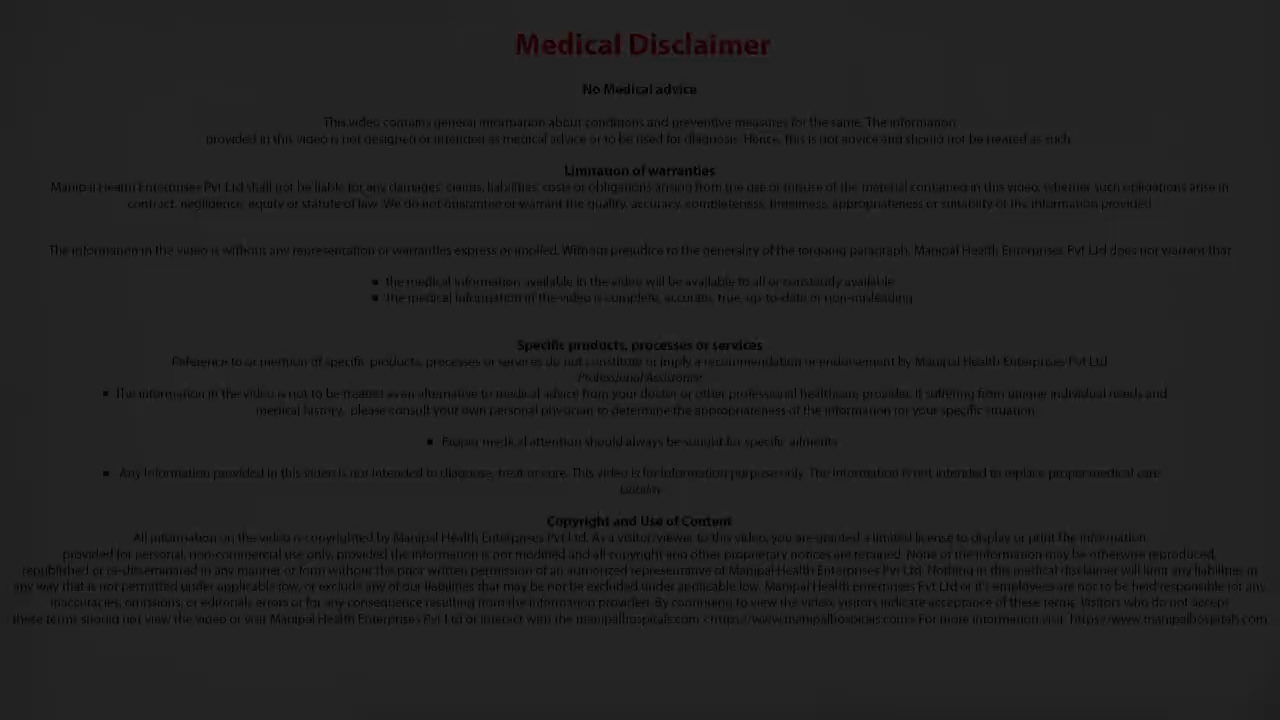 Medical Disclaimer
No Medical advice
This video contains general information about conditions and preventive measures for the same. The information
provided in this video is not designed or intended as medical advice or to be used for diagnosis. Hence, this is not advice and should not be viewed as such.
Limitation of warranties
Manipal Health Enterprises Pvt Ltd shall not be liable for any damages, claims, liabilities, costs or obligations arising from the use or misuse of the material contained in this video, whether such obligations arise in
contract, negligence, equity or statute of law. We do not guarantee or warrant the quality, accuracy, completeness, timeliness, appropriateness or suitability of the information provided.
The information in the video is without any representation or warranties express or implied. Without prejudice to the generality of the forgoing paragraph, Manipal Health Enterprises Pvt Ltd does not warrant that
■ the medical information available in the video will be available to all or constantly available
■ the medical information in the video is complete, accurate, true, up-to-date or non-misleading
Specific products, processes or services
Reference to or mention of specific products, processes or services do not constitute or imply a recommendation or endorsement by Manipal Health Enterprises Pvt Ltd
Professional Assistance
■ The information in the video is not to be treated as an alternative to medical advice from your doctor or other professional healthcare provider. If suffering from unique individual needs and
medical history, please consult your own personal physician to determine the appropriateness of the information for your specific situation.
■ Proper medical attention should always be sought for specific ailments
■ Any information provided in this video is not intended to diagnose, treat or cure. This video is for information purpose only. The information is not intended to replace proper medical care
Liability
Copyright and Use of Content
All information on the video is copyrighted by Manipal Health Enterprises Pvt Ltd. As a visitor/viewer to this video, you are granted a limited license to display or print the information
provided for personal, non-commercial use only, provided the information is not modified and all copyright and other proprietary notices are retained. None of the information may be otherwise reproduced,
republished or re-disseminated in any manner or form without the prior written permission of an authorized representative of Manipal Health Enterprises Pvt Ltd. Nothing in this medical disclaimer will limit any liabilities in
any way that is not permitted under applicable low, or exclude any of our liabilities that may be not be excluded under applicable low. Manipal Health enterprises Pvt Ltd or it's employees are not to be held responsible for any
inaccuracies, omissions, or editorials errors or for any consequence resulting from the information provided. By continuing to view the video, visitors indicate acceptance of these terms. Visitors who do not accept
these terms should not view the video or visit Manipal Health Enterprises Pvt Ltd or interact with the manipalhospitals.com <https://www.manipalhospitals.com> For more information visit: https://www.manipalhospitals.com